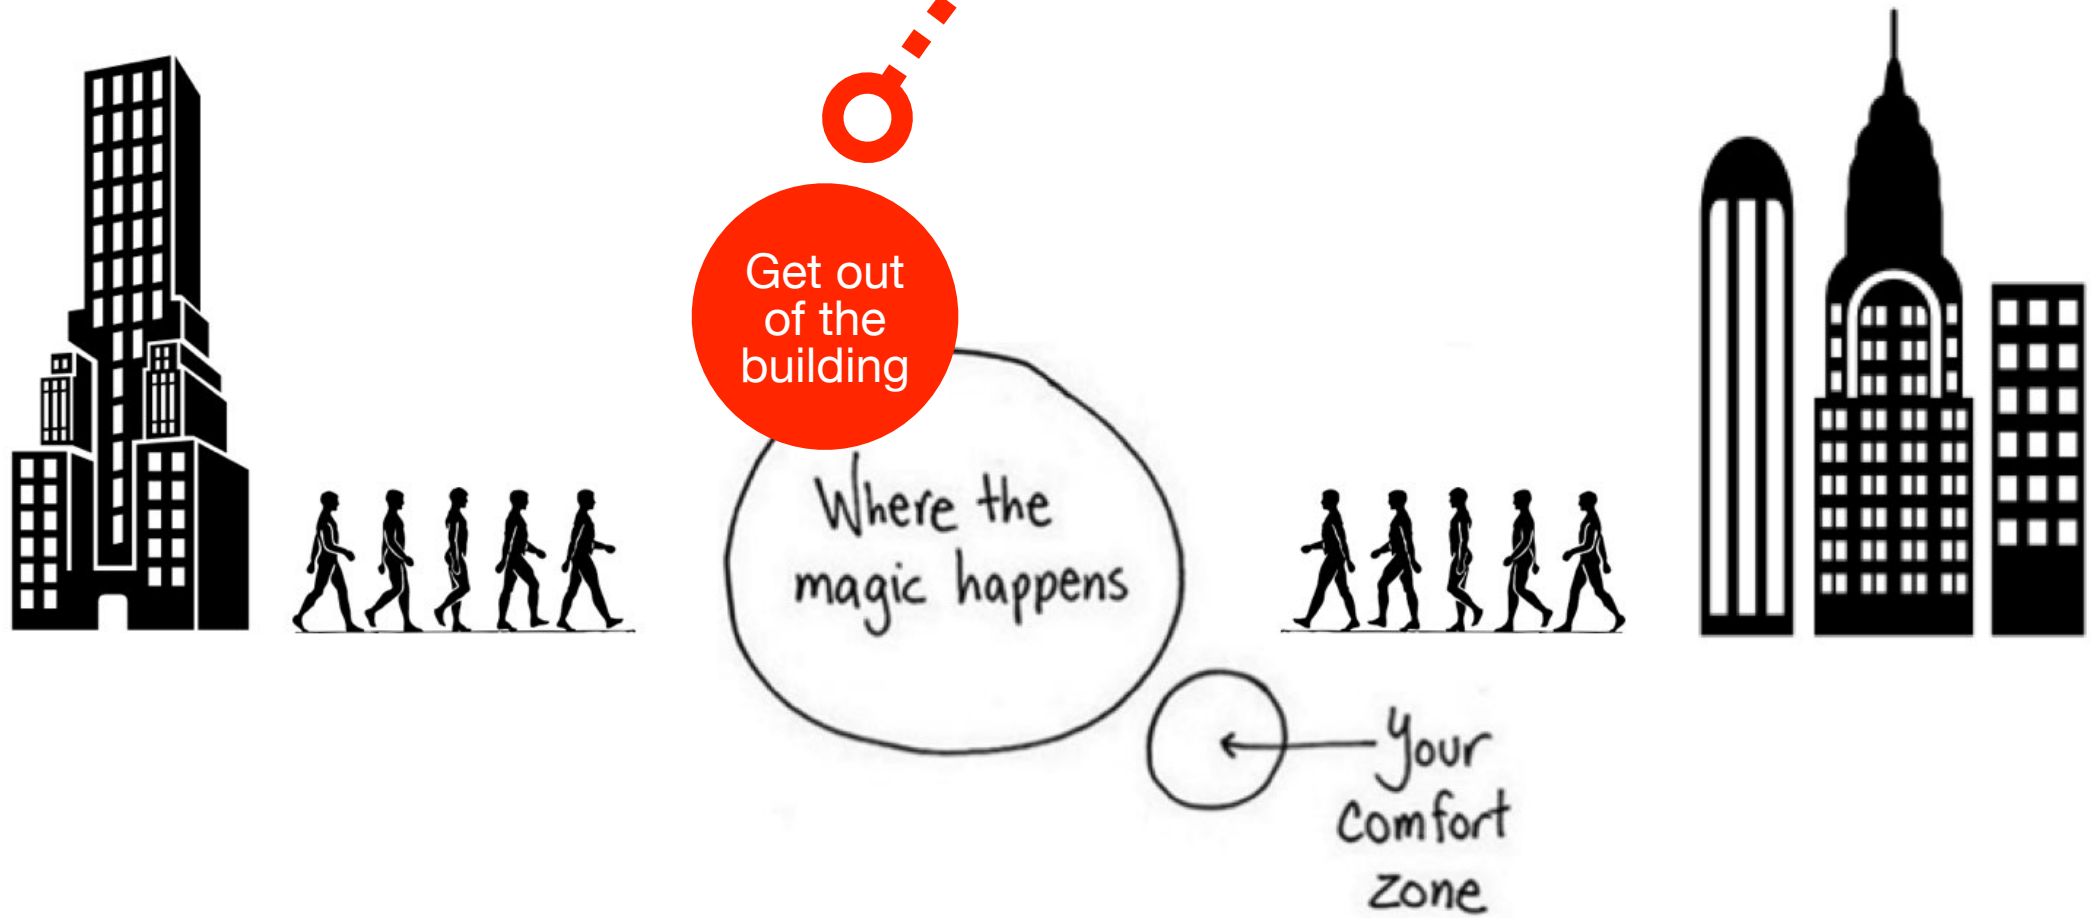 Get out
of the
building
Where the
magic happens
Your
comfort
zone